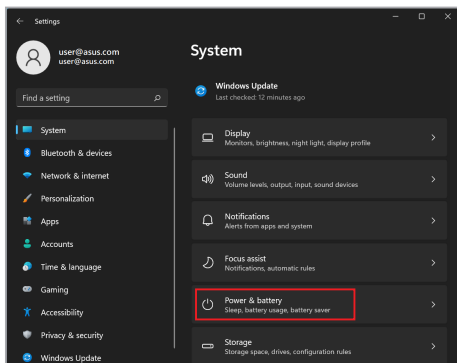 Settings
user@asus.com
user@asus.com
Find a setting
System
Bluetooth & devices
Network & internet
Personalization
Apps
Accounts
Time & language
Gaming
Accessibility
Privacy & security
Windows Update
System
Windows Update
Last checked: 12 minutes ago
Display
Monitors, brightness, night light, display profile
Sound
Volume levels, output, input, sound devices
Notifications
Alerts from apps and system
Focus assist
Notifications, automatic rules
Power & battery
Sleep, battery usage, battery saver
Storage
Storage space, drives, configuration rules